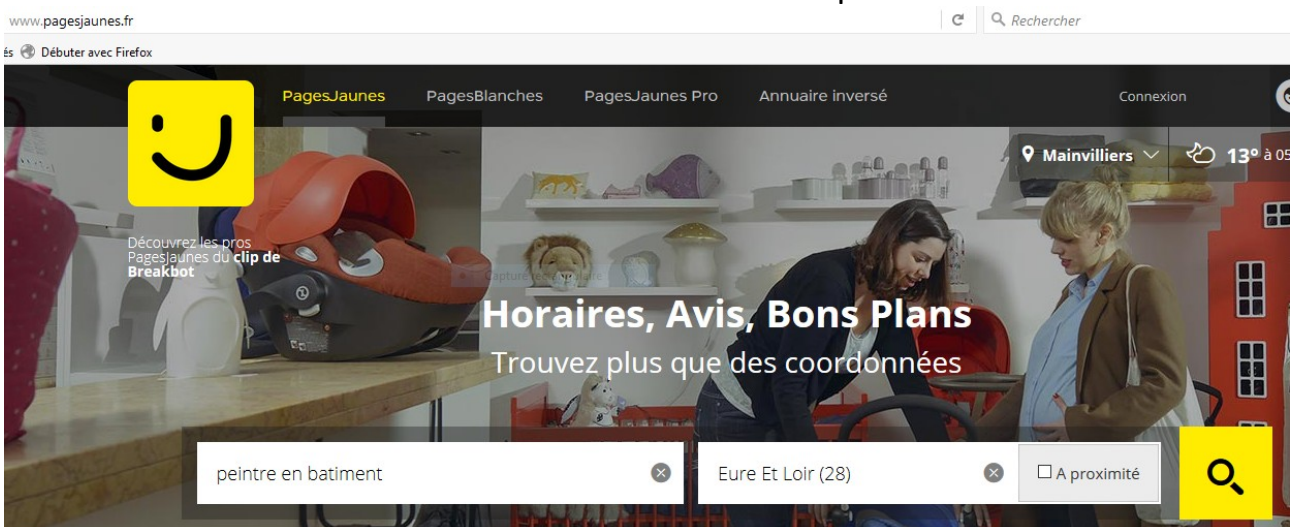 www.pagesjaunes.fr
Rechercher
és Débuter avec Firefox
PagesJaunes PagesBlanches PagesJaunes Pro Annuaire inversé Connexion
Mainvilliers 13° à 05
Découvrez les pros
PagesJaunes du clip de
Breakbot
Horaires, Avis, Bons Plans
Trouvez plus que des coordonnées
peintre en batiment
Eure Et Loir (28)
A proximité